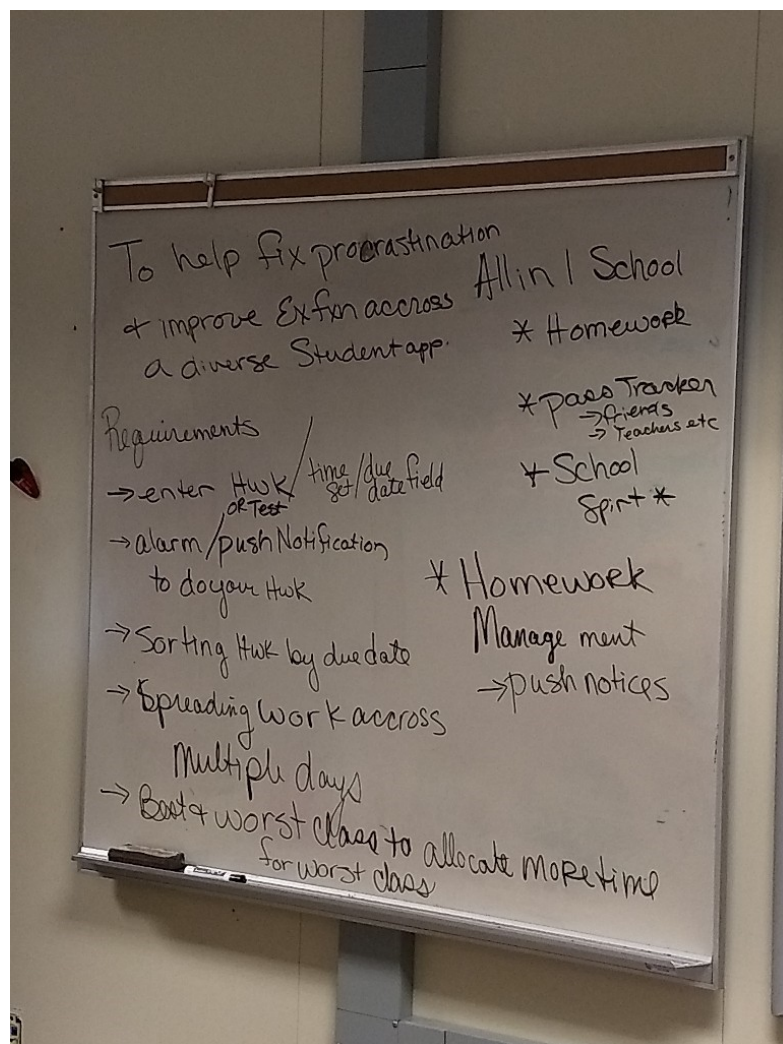 To help fix procrastination
& improve Exfxn accross
a diverse Student app.
Requirements
→ enter Hwk / time set / due date field
OR Test
→ alarm / push Notification
to do your Hwk
→ Sorting Hwk by due date
→ Spreading work accross
Multiple days
→ Best & worst class to allocate more time
for worst class
All in 1 School
* Homework
* pass Tracker
→ friends
→ Teachers etc
* School
Spirt *
* Homework
Manage ment
→ push notices